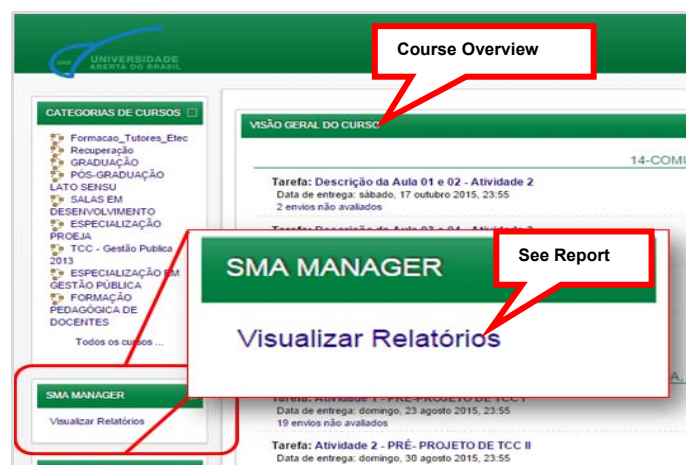 UAB
UNIVERSIDADE
ABERTA DO BRASIL
Course Overview
CATEGORIAS DE CURSOS
Formacao_Tutores_Etec
Recuperação
GRADUAÇÃO
PÓS-GRADUAÇÃO
LATO SENSU
SALAS EM
DESENVOLVIMENTO
ESPECIALIZAÇÃO
PROEJA
TCC - Gestão Publica
2013
ESPECIALIZAÇÃO EM
GESTÃO PÚBLICA
FORMAÇÃO
PEDAGÓGICA DE
DOCENTES
Todos os cursos ...
SMA MANAGER
Visualizar Relatórios
VISÃO GERAL DO CURSO
14-COMU
Tarefa: Descrição da Aula 01 e 02 - Atividade 2
Data de entrega: sábado, 17 outubro 2015, 23:55
2 envios não avaliados
SMA MANAGER
See Report
Visualizar Relatórios
A.
Tarefa: Atividade 1 - PRÉ-PROJETO DE TCC I
Data de entrega: domingo, 23 agosto 2015, 23:55
19 envios não avaliados
Tarefa: Atividade 2 - PRÉ- PROJETO DE TCC II
Data de entrega: domingo, 30 agosto 2015, 23:55